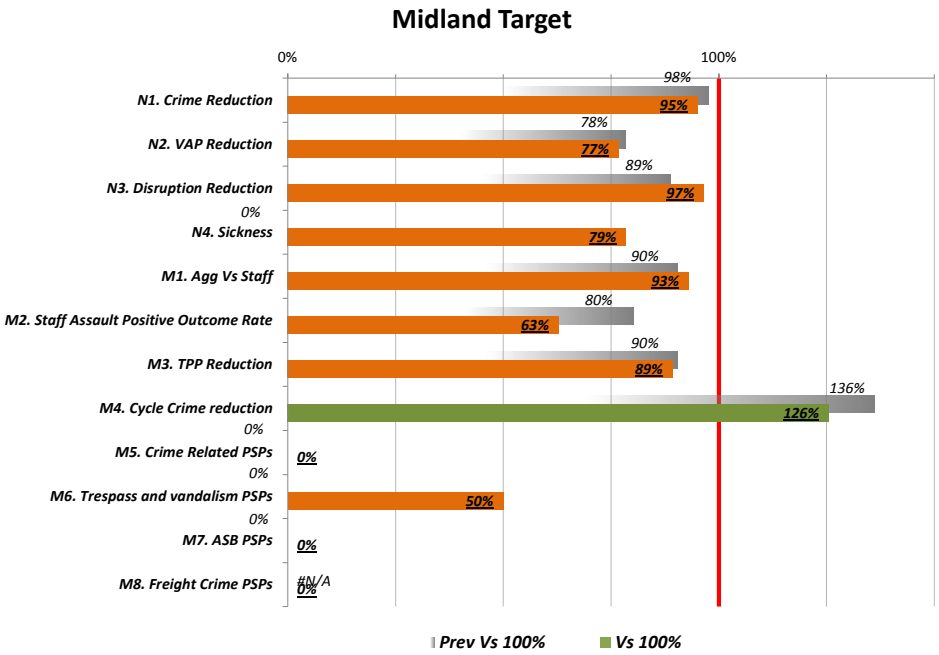 Midland Target
0% 100%
98%
N1. Crime Reduction 95%
78%
N2. VAP Reduction 77%
89%
N3. Disruption Reduction 97%
0%
N4. Sickness 79%
90%
M1. Agg Vs Staff 93%
80%
M2. Staff Assault Positive Outcome Rate 63%
90%
M3. TPP Reduction 89%
136%
M4. Cycle Crime reduction 126%
0%
M5. Crime Related PSPs 0%
0%
M6. Trespass and vandalism PSPs 50%
0%
M7. ASB PSPs 0%
#N/A
M8. Freight Crime PSPs 0%
Prev Vs 100% Vs 100%